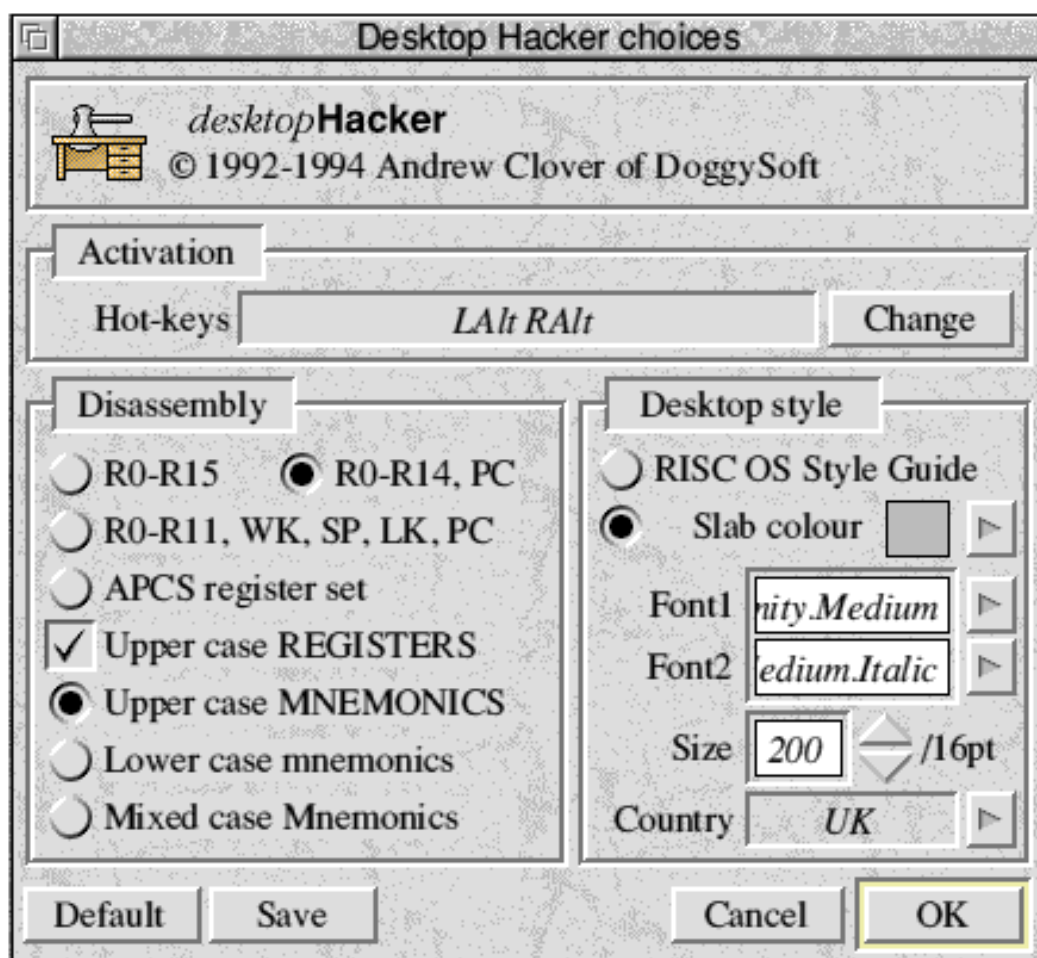 Desktop Hacker choices
desktopHacker
© 1992-1994 Andrew Clover of DoggySoft
Activation
Hot-keys LAlt RAlt Change
Disassembly
R0-R15 R0-R14, PC
R0-R11, WK, SP, LK, PC
APCS register set
Upper case REGISTERS
Upper case MNEMONICS
Lower case mnemonics
Mixed case Mnemonics
Desktop style
RISC OS Style Guide
Slab colour
Font1 nity.Medium
Font2 edium.Italic
Size 200 /16pt
Country UK
Default Save Cancel OK